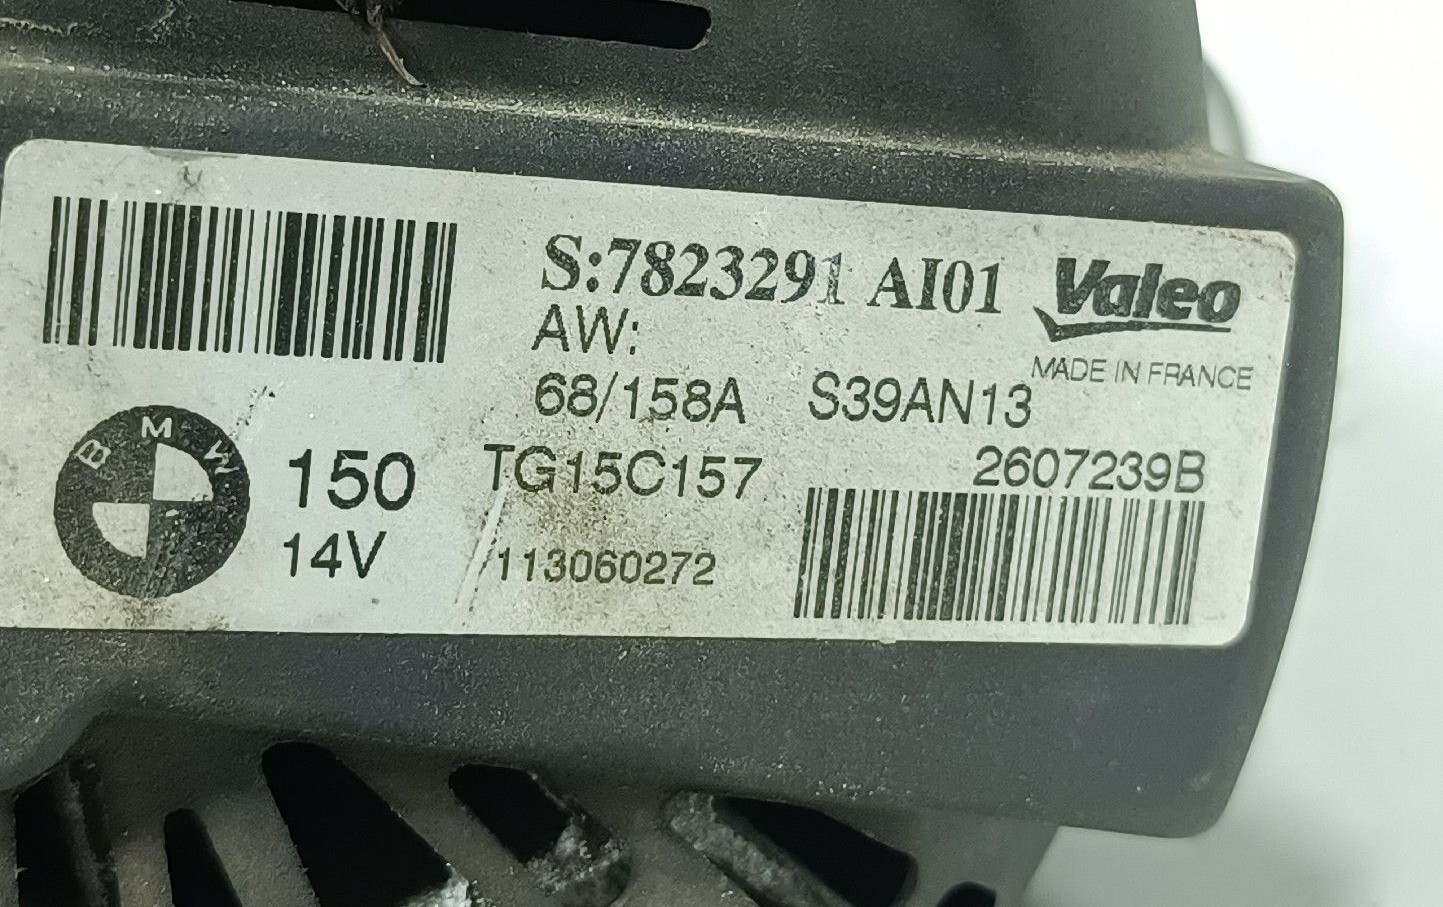 S:7823291 AI01
Valeo
AW:
MADE IN FRANCE
68/158A S39AN13
BMW
150
TG15C157
2607239B
14V
113060272